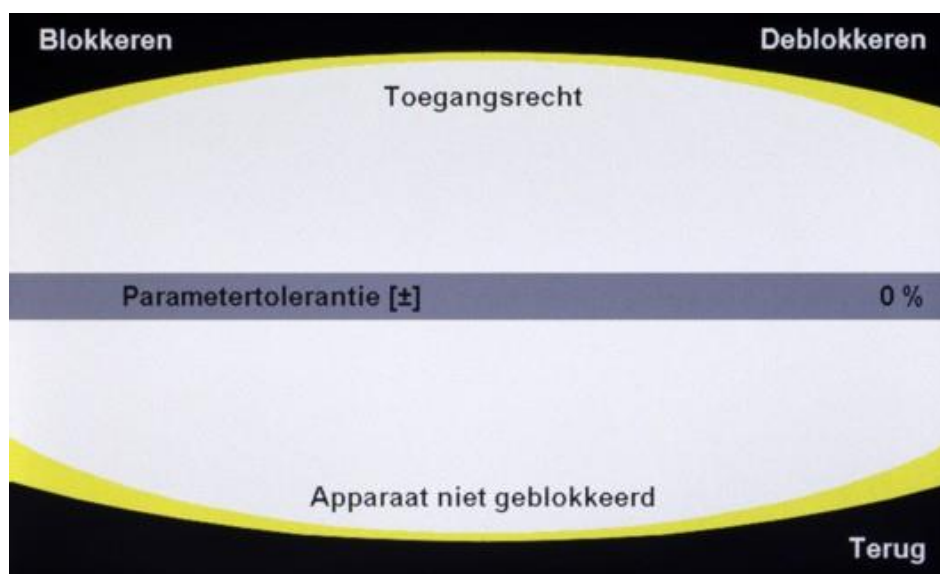 Blokkeren Deblokkeren
Toegangsrecht
Parametertolerantie [±] 0 %
Apparaat niet geblokkeerd
Terug